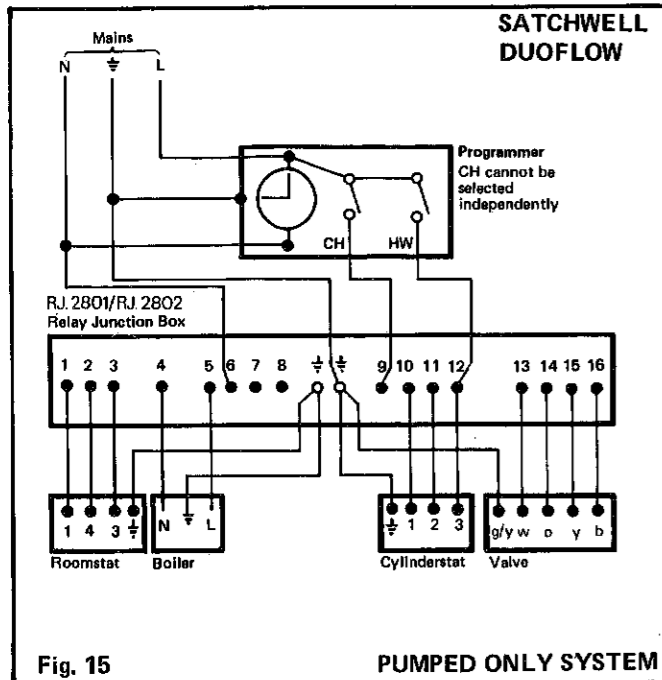 SATCHWELL
DUOFLOW
Mains
N ⏚ L
Programmer
CH cannot be
selected
independently
CH HW
RJ.2801/RJ.2802
Relay Junction Box
1 2 3 4 5 6 7 8 ⏚ ⏚ 9 10 11 12 13 14 15 16
1 4 3 ⏚ N ⏚ L ⏚ 1 2 3 g/y w o y b
Roomstat Boiler Cylinderstat Valve
Fig. 15 PUMPED ONLY SYSTEM